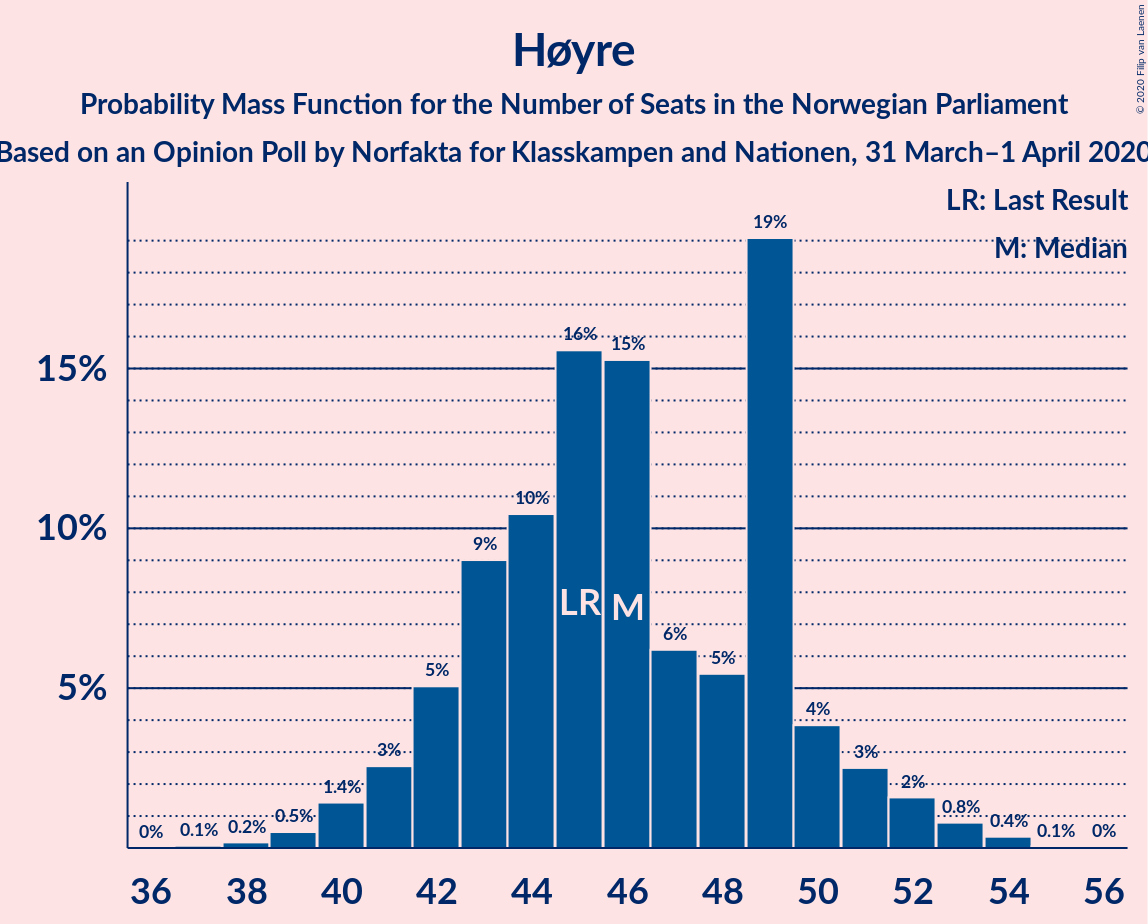 Høyre
Probability Mass Function for the Number of Seats in the Norwegian Parliament
Based on an Opinion Poll by Norfakta for Klasskampen and Nationen, 31 March–1 April 2020
© 2020 Filip van Laenen
LR: Last Result
M: Median
15%
10%
5%
0%
0.1%
0.2%
0.5%
1.4%
3%
5%
9%
10%
16%
15%
6%
5%
19%
4%
3%
2%
0.8%
0.4%
0.1%
0%
LR
M
36 38 40 42 44 46 48 50 52 54 56